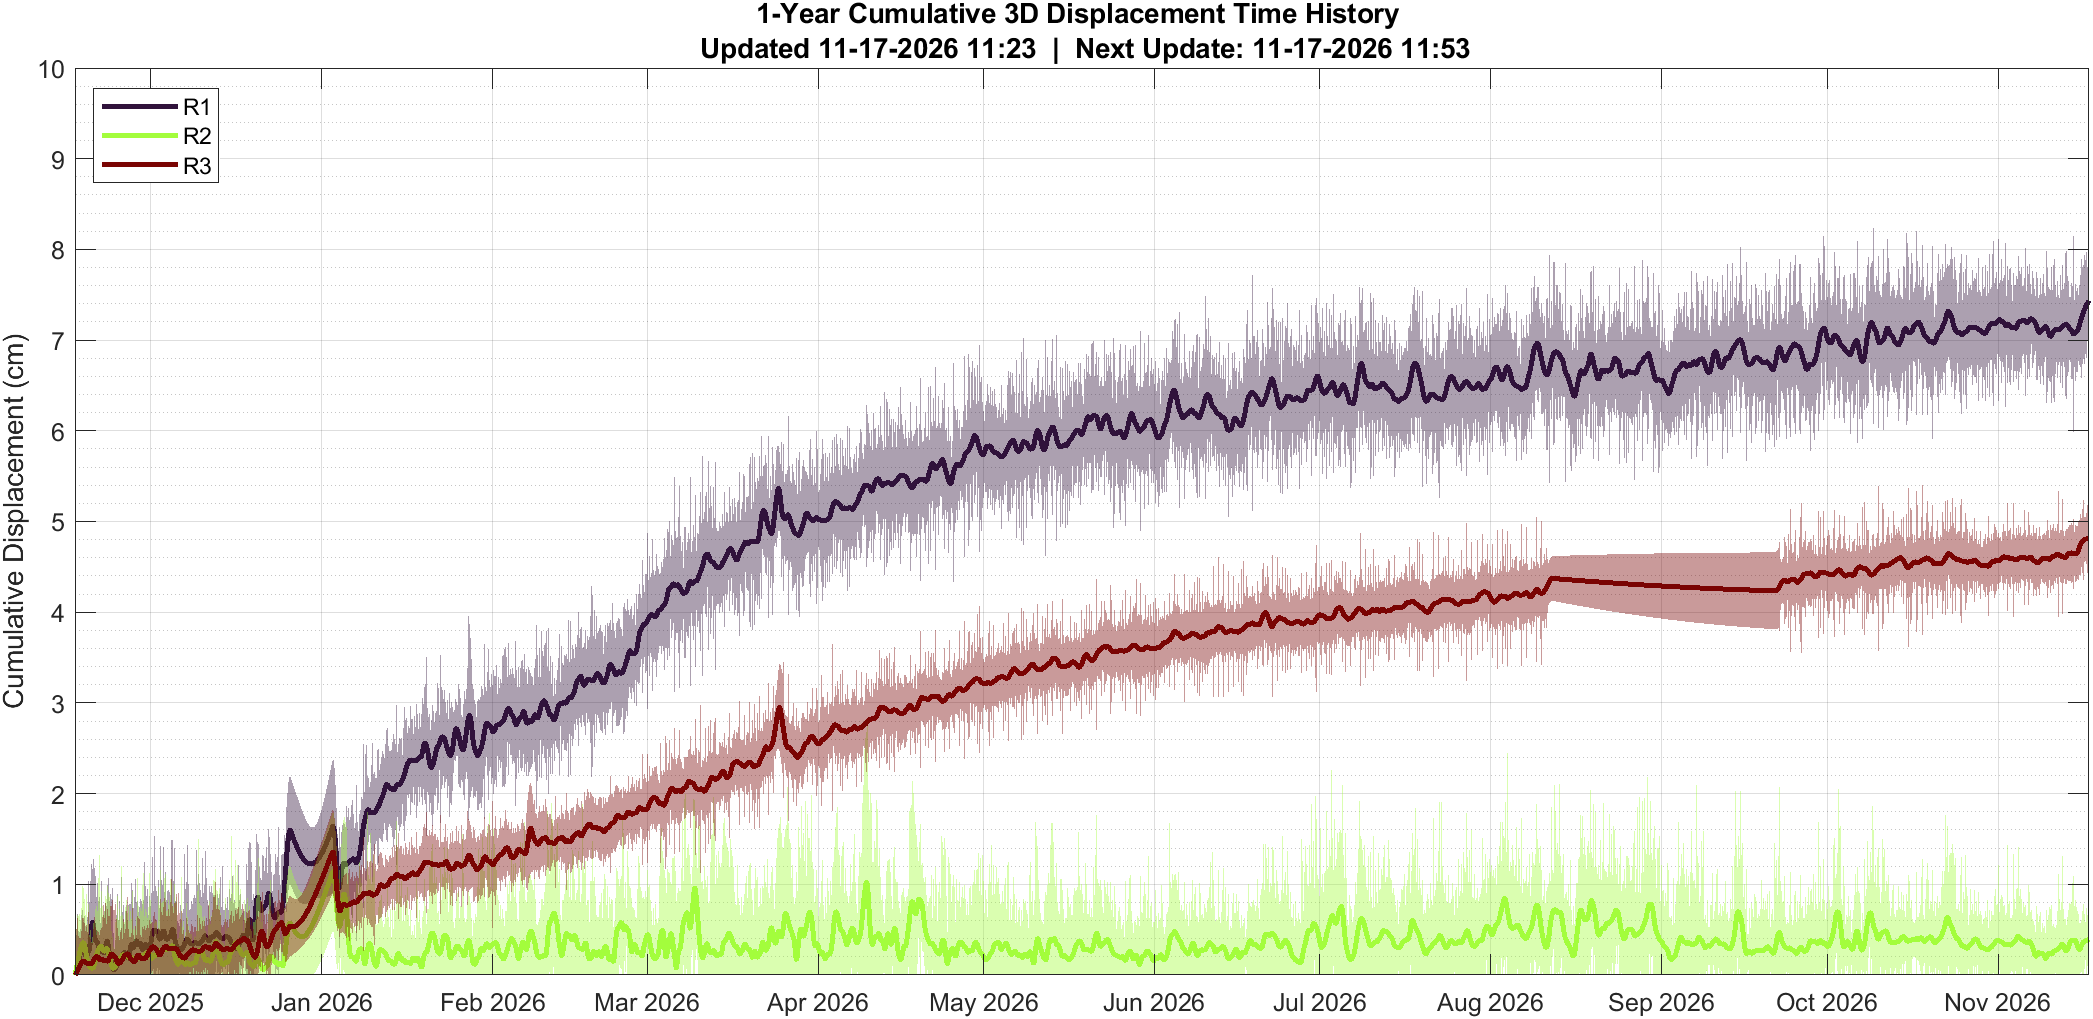 1-Year Cumulative 3D Displacement Time History
Updated 11-17-2026 11:23 | Next Update: 11-17-2026 11:53
R1
R2
R3
Cumulative Displacement (cm)
10
9
8
7
6
5
4
3
2
1
0
Dec 2025 Jan 2026 Feb 2026 Mar 2026 Apr 2026 May 2026 Jun 2026 Jul 2026 Aug 2026 Sep 2026 Oct 2026 Nov 2026